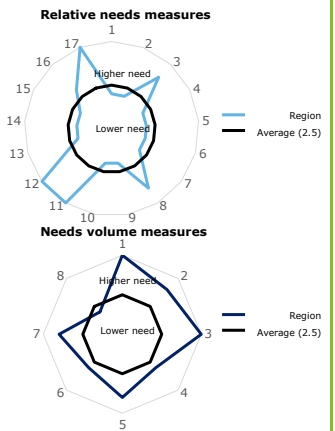 Relative needs measures
1
17
2
16
3
Higher need
15
4
14
Lower need
5
13
6
12
7
11
8
10
9
Region
Average (2.5)
Needs volume measures
1
8
2
Higher need
7
Lower need
3
6
4
5
Region
Average (2.5)